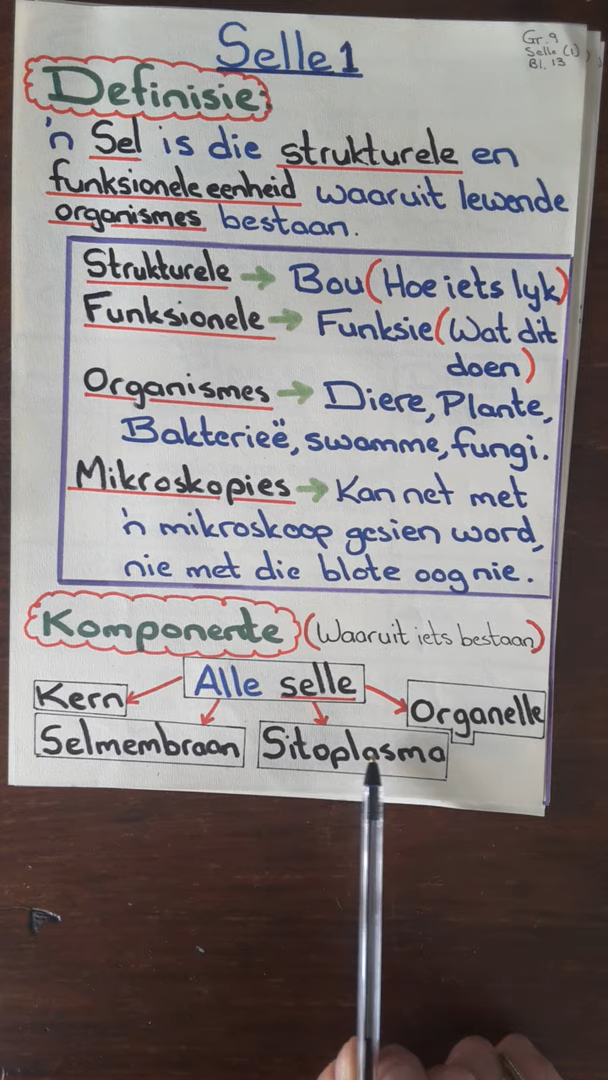 Selle 1
Gr. 9
Selle (1)
Bl. 13
Definisie:
'n Sel is die strukturele en
funksionele eenheid waaruit lewende
organismes bestaan.
Strukturele → Bou (Hoe iets lyk)
Funksionele → Funksie (Wat dit
doen)
Organismes → Diere, Plante,
Bakterieë, swamme, fungi.
Mikroskopies → Kan net met
'n mikroskoop gesien word,
nie met die blote oog nie.
Komponente (Waaruit iets bestaan)
Alle selle
Kern
Organelle
Selmembraan
Sitoplasma